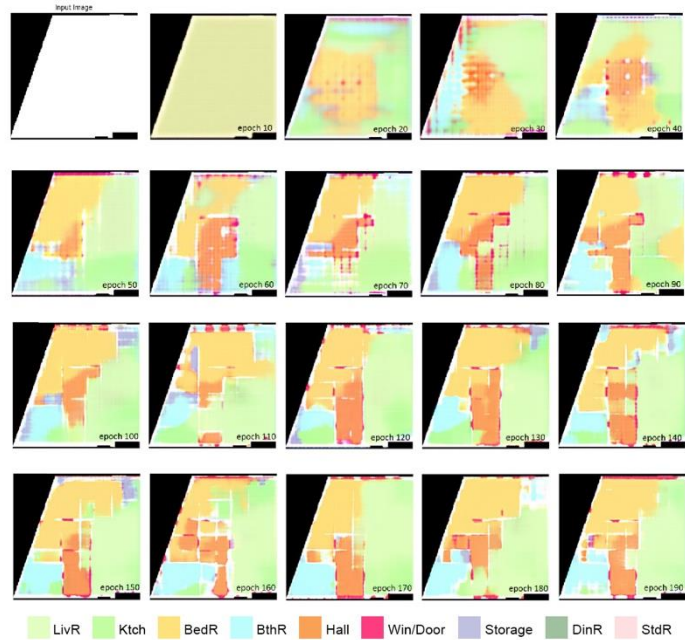 Input Image
epoch 10
epoch 20
epoch 30
epoch 40
epoch 50
epoch 60
epoch 70
epoch 80
epoch 90
epoch 100
epoch 110
epoch 120
epoch 130
epoch 140
epoch 150
epoch 160
epoch 170
epoch 180
epoch 190
LivR Ktch BedR BthR Hall Win/Door Storage DinR StdR